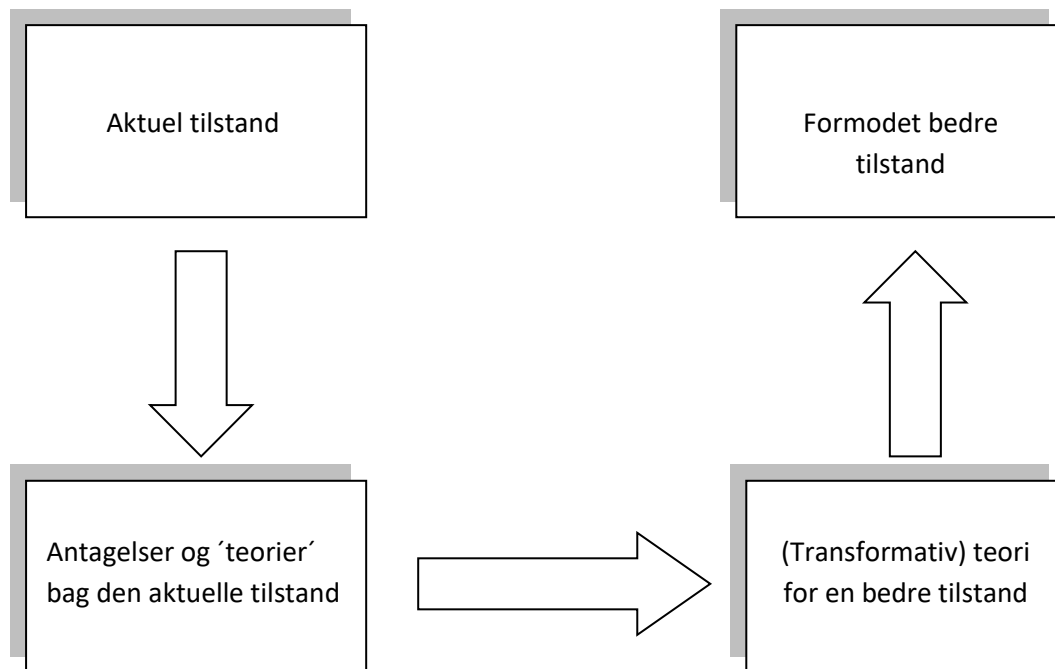 Aktuel tilstand
Formodet bedre
tilstand
Antagelser og ´teorier´
bag den aktuelle tilstand
(Transformativ) teori
for en bedre tilstand